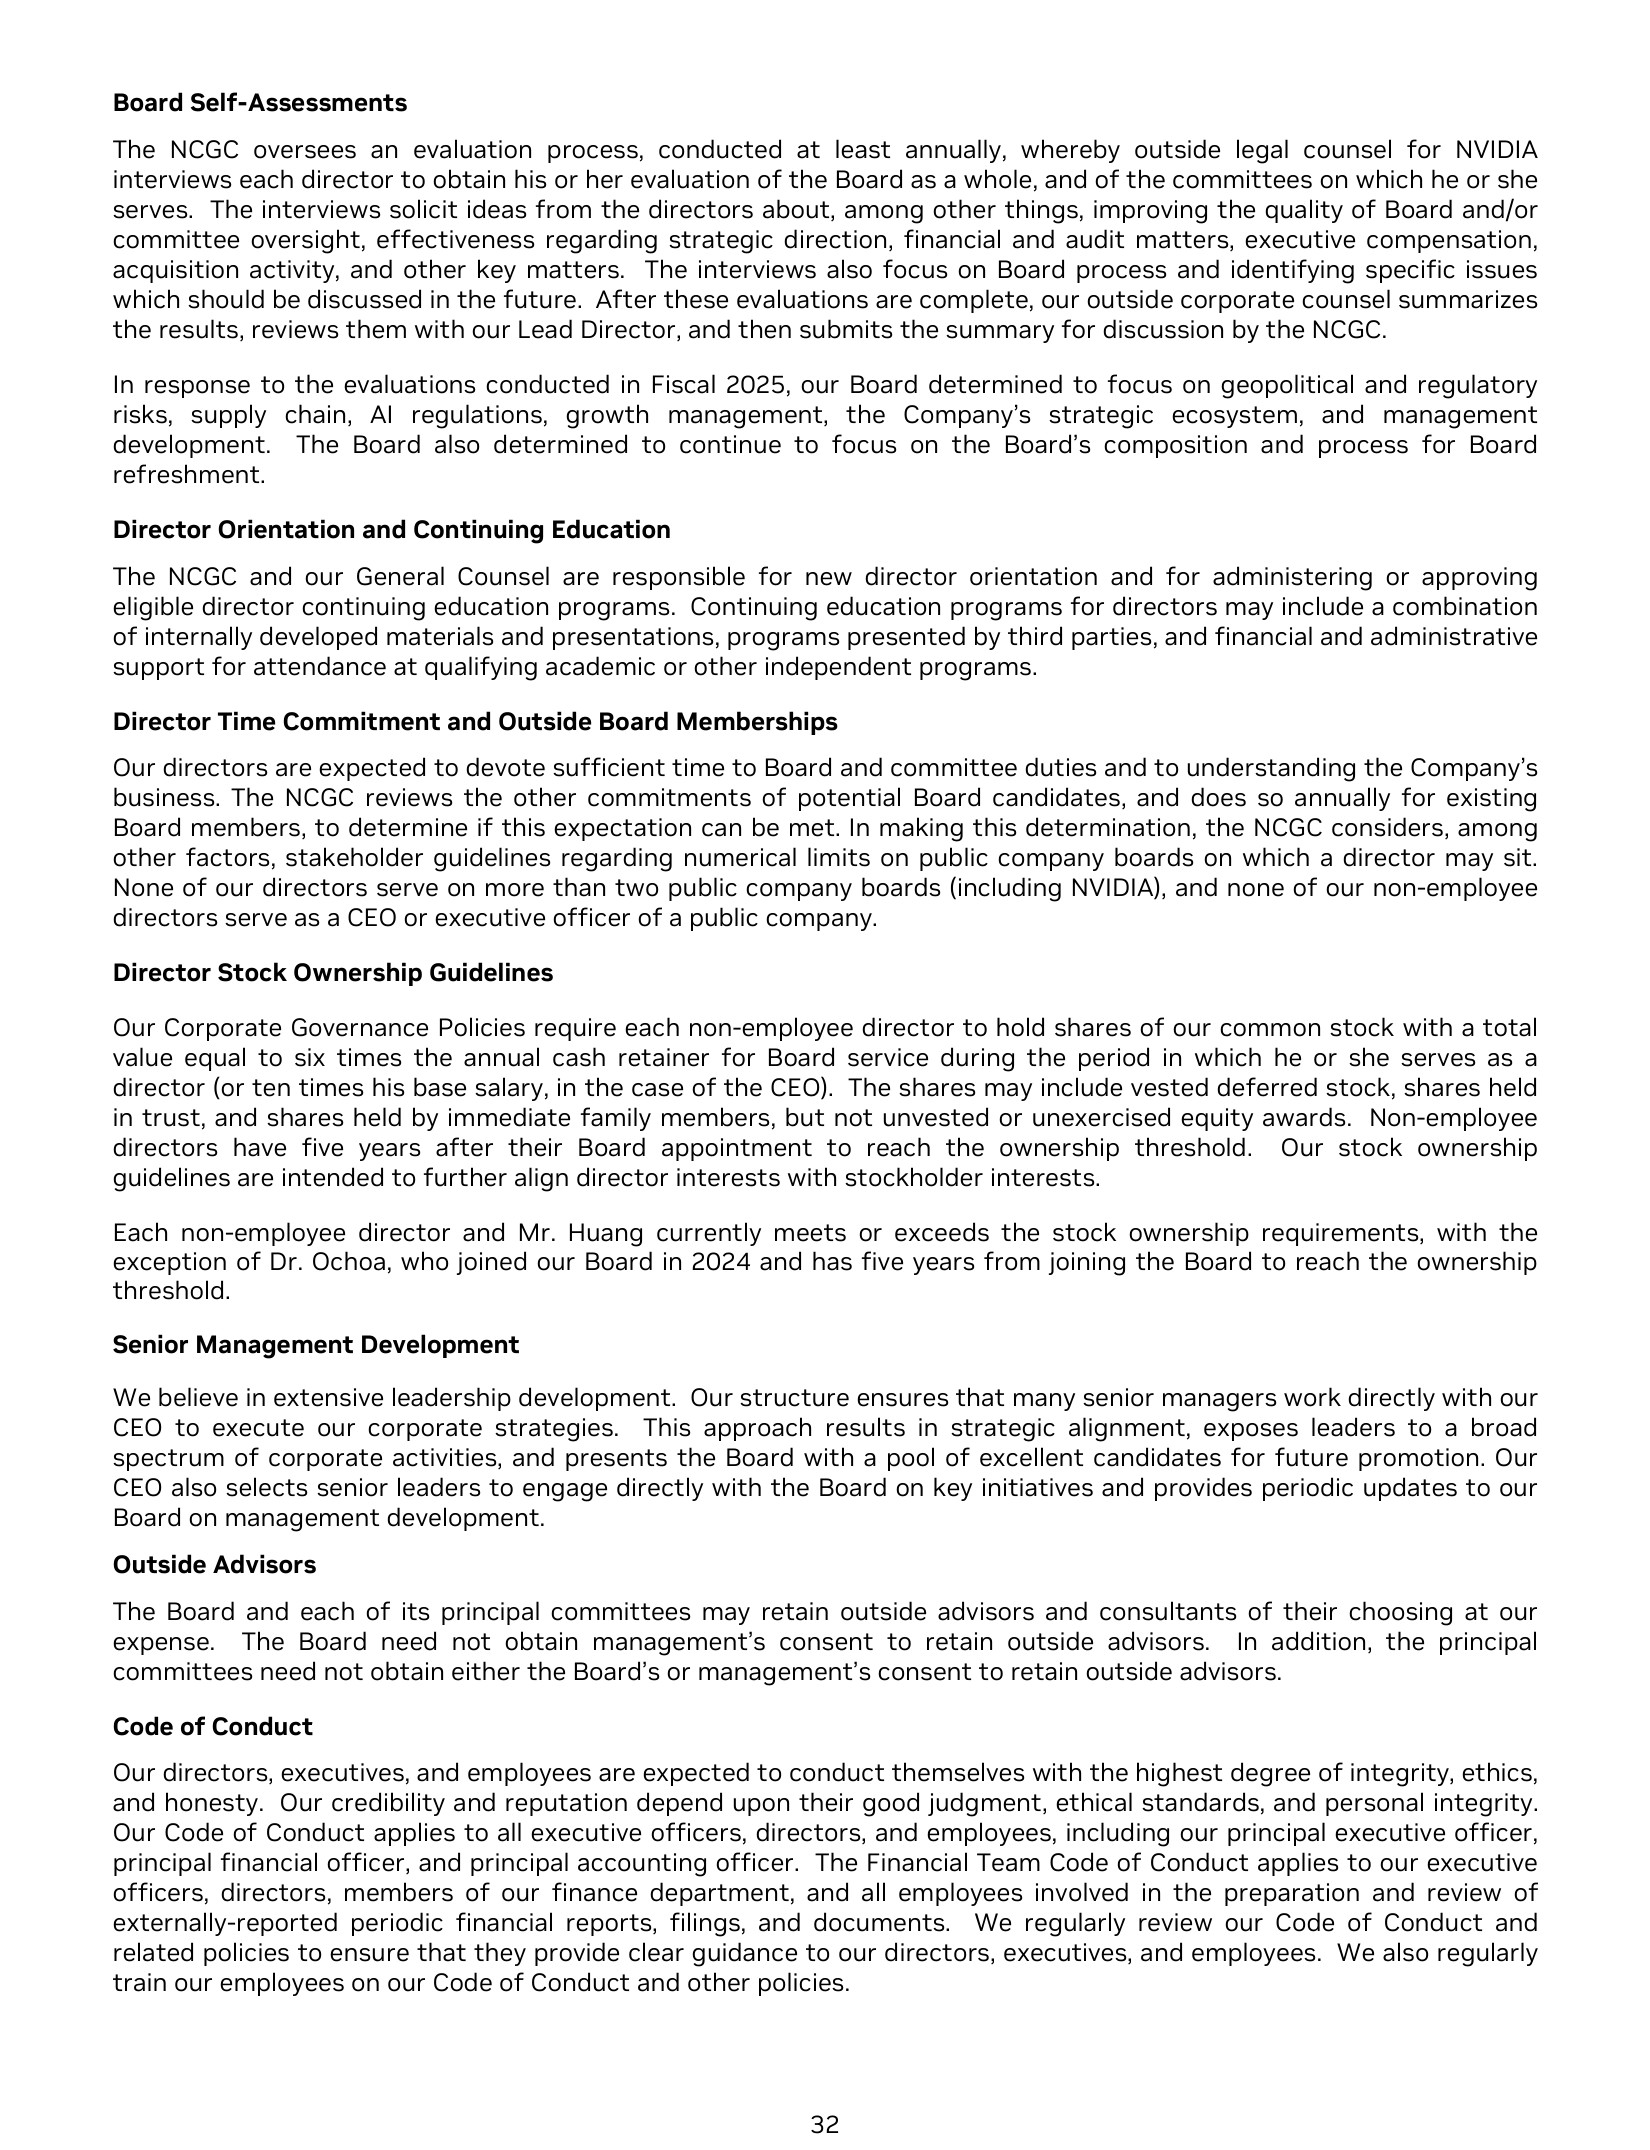 Board Self-Assessments
The NCGC oversees an evaluation process, conducted at least annually, whereby outside legal counsel for NVIDIA
interviews each director to obtain his or her evaluation of the Board as a whole, and of the committees on which he or she
serves. The interviews solicit ideas from the directors about, among other things, improving the quality of Board and/or
committee oversight, effectiveness regarding strategic direction, financial and audit matters, executive compensation,
acquisition activity, and other key matters. The interviews also focus on Board process and identifying specific issues
which should be discussed in the future. After these evaluations are complete, our outside corporate counsel summarizes
the results, reviews them with our Lead Director, and then submits the summary for discussion by the NCGC.
In response to the evaluations conducted in Fiscal 2025, our Board determined to focus on geopolitical and regulatory
risks, supply chain, AI regulations, growth management, the Company’s strategic ecosystem, and management
development. The Board also determined to continue to focus on the Board’s composition and process for Board
refreshment.
Director Orientation and Continuing Education
The NCGC and our General Counsel are responsible for new director orientation and for administering or approving
eligible director continuing education programs. Continuing education programs for directors may include a combination
of internally developed materials and presentations, programs presented by third parties, and financial and administrative
support for attendance at qualifying academic or other independent programs.
Director Time Commitment and Outside Board Memberships
Our directors are expected to devote sufficient time to Board and committee duties and to understanding the Company’s
business. The NCGC reviews the other commitments of potential Board candidates, and does so annually for existing
Board members, to determine if this expectation can be met. In making this determination, the NCGC considers, among
other factors, stakeholder guidelines regarding numerical limits on public company boards on which a director may sit.
None of our directors serve on more than two public company boards (including NVIDIA), and none of our non-employee
directors serve as a CEO or executive officer of a public company.
Director Stock Ownership Guidelines
Our Corporate Governance Policies require each non-employee director to hold shares of our common stock with a total
value equal to six times the annual cash retainer for Board service during the period in which he or she serves as a
director (or ten times his base salary, in the case of the CEO). The shares may include vested deferred stock, shares held
in trust, and shares held by immediate family members, but not unvested or unexercised equity awards. Non-employee
directors have five years after their Board appointment to reach the ownership threshold. Our stock ownership
guidelines are intended to further align director interests with stockholder interests.
Each non-employee director and Mr. Huang currently meets or exceeds the stock ownership requirements, with the
exception of Dr. Ochoa, who joined our Board in 2024 and has five years from joining the Board to reach the ownership
threshold.
Senior Management Development
We believe in extensive leadership development. Our structure ensures that many senior managers work directly with our
CEO to execute our corporate strategies. This approach results in strategic alignment, exposes leaders to a broad
spectrum of corporate activities, and presents the Board with a pool of excellent candidates for future promotion. Our
CEO also selects senior leaders to engage directly with the Board on key initiatives and provides periodic updates to our
Board on management development.
Outside Advisors
The Board and each of its principal committees may retain outside advisors and consultants of their choosing at our
expense. The Board need not obtain management’s consent to retain outside advisors. In addition, the principal
committees need not obtain either the Board’s or management’s consent to retain outside advisors.
Code of Conduct
Our directors, executives, and employees are expected to conduct themselves with the highest degree of integrity, ethics,
and honesty. Our credibility and reputation depend upon their good judgment, ethical standards, and personal integrity.
Our Code of Conduct applies to all executive officers, directors, and employees, including our principal executive officer,
principal financial officer, and principal accounting officer. The Financial Team Code of Conduct applies to our executive
officers, directors, members of our finance department, and all employees involved in the preparation and review of
externally-reported periodic financial reports, filings, and documents. We regularly review our Code of Conduct and
related policies to ensure that they provide clear guidance to our directors, executives, and employees. We also regularly
train our employees on our Code of Conduct and other policies.
32